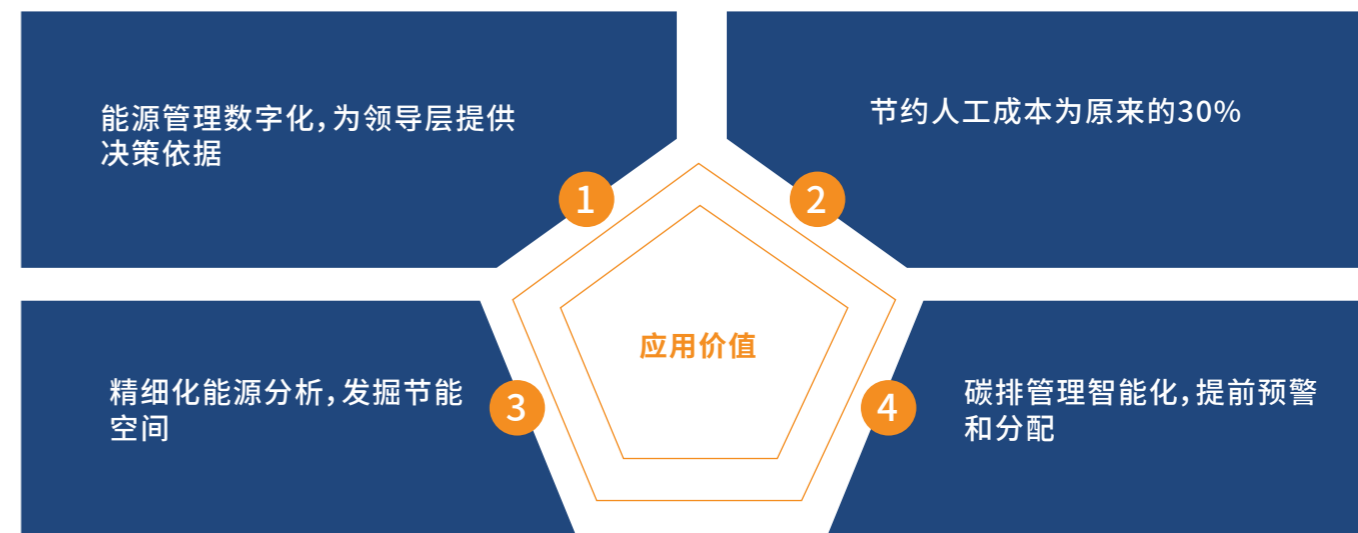 能源管理数字化，为领导层提供
决策依据
1
节约人工成本为原来的30%
2
应用价值
精细化能源分析，发掘节能
空间
3
碳排管理智能化，提前预警
和分配
4